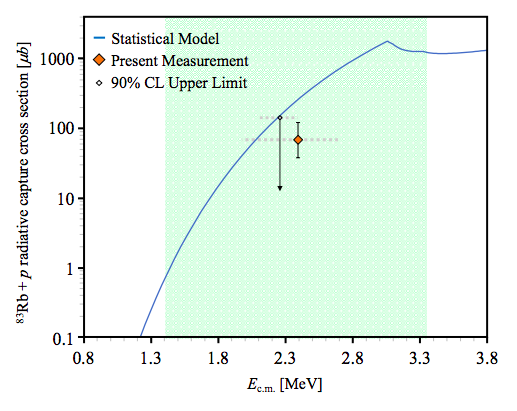 Statistical Model
Present Measurement
90% CL Upper Limit
⁸³Rb + p radiative capture cross section [μb]
1000
100
10
1
0.1
0.8 1.3 1.8 2.3 2.8 3.3 3.8
E_c.m. [MeV]